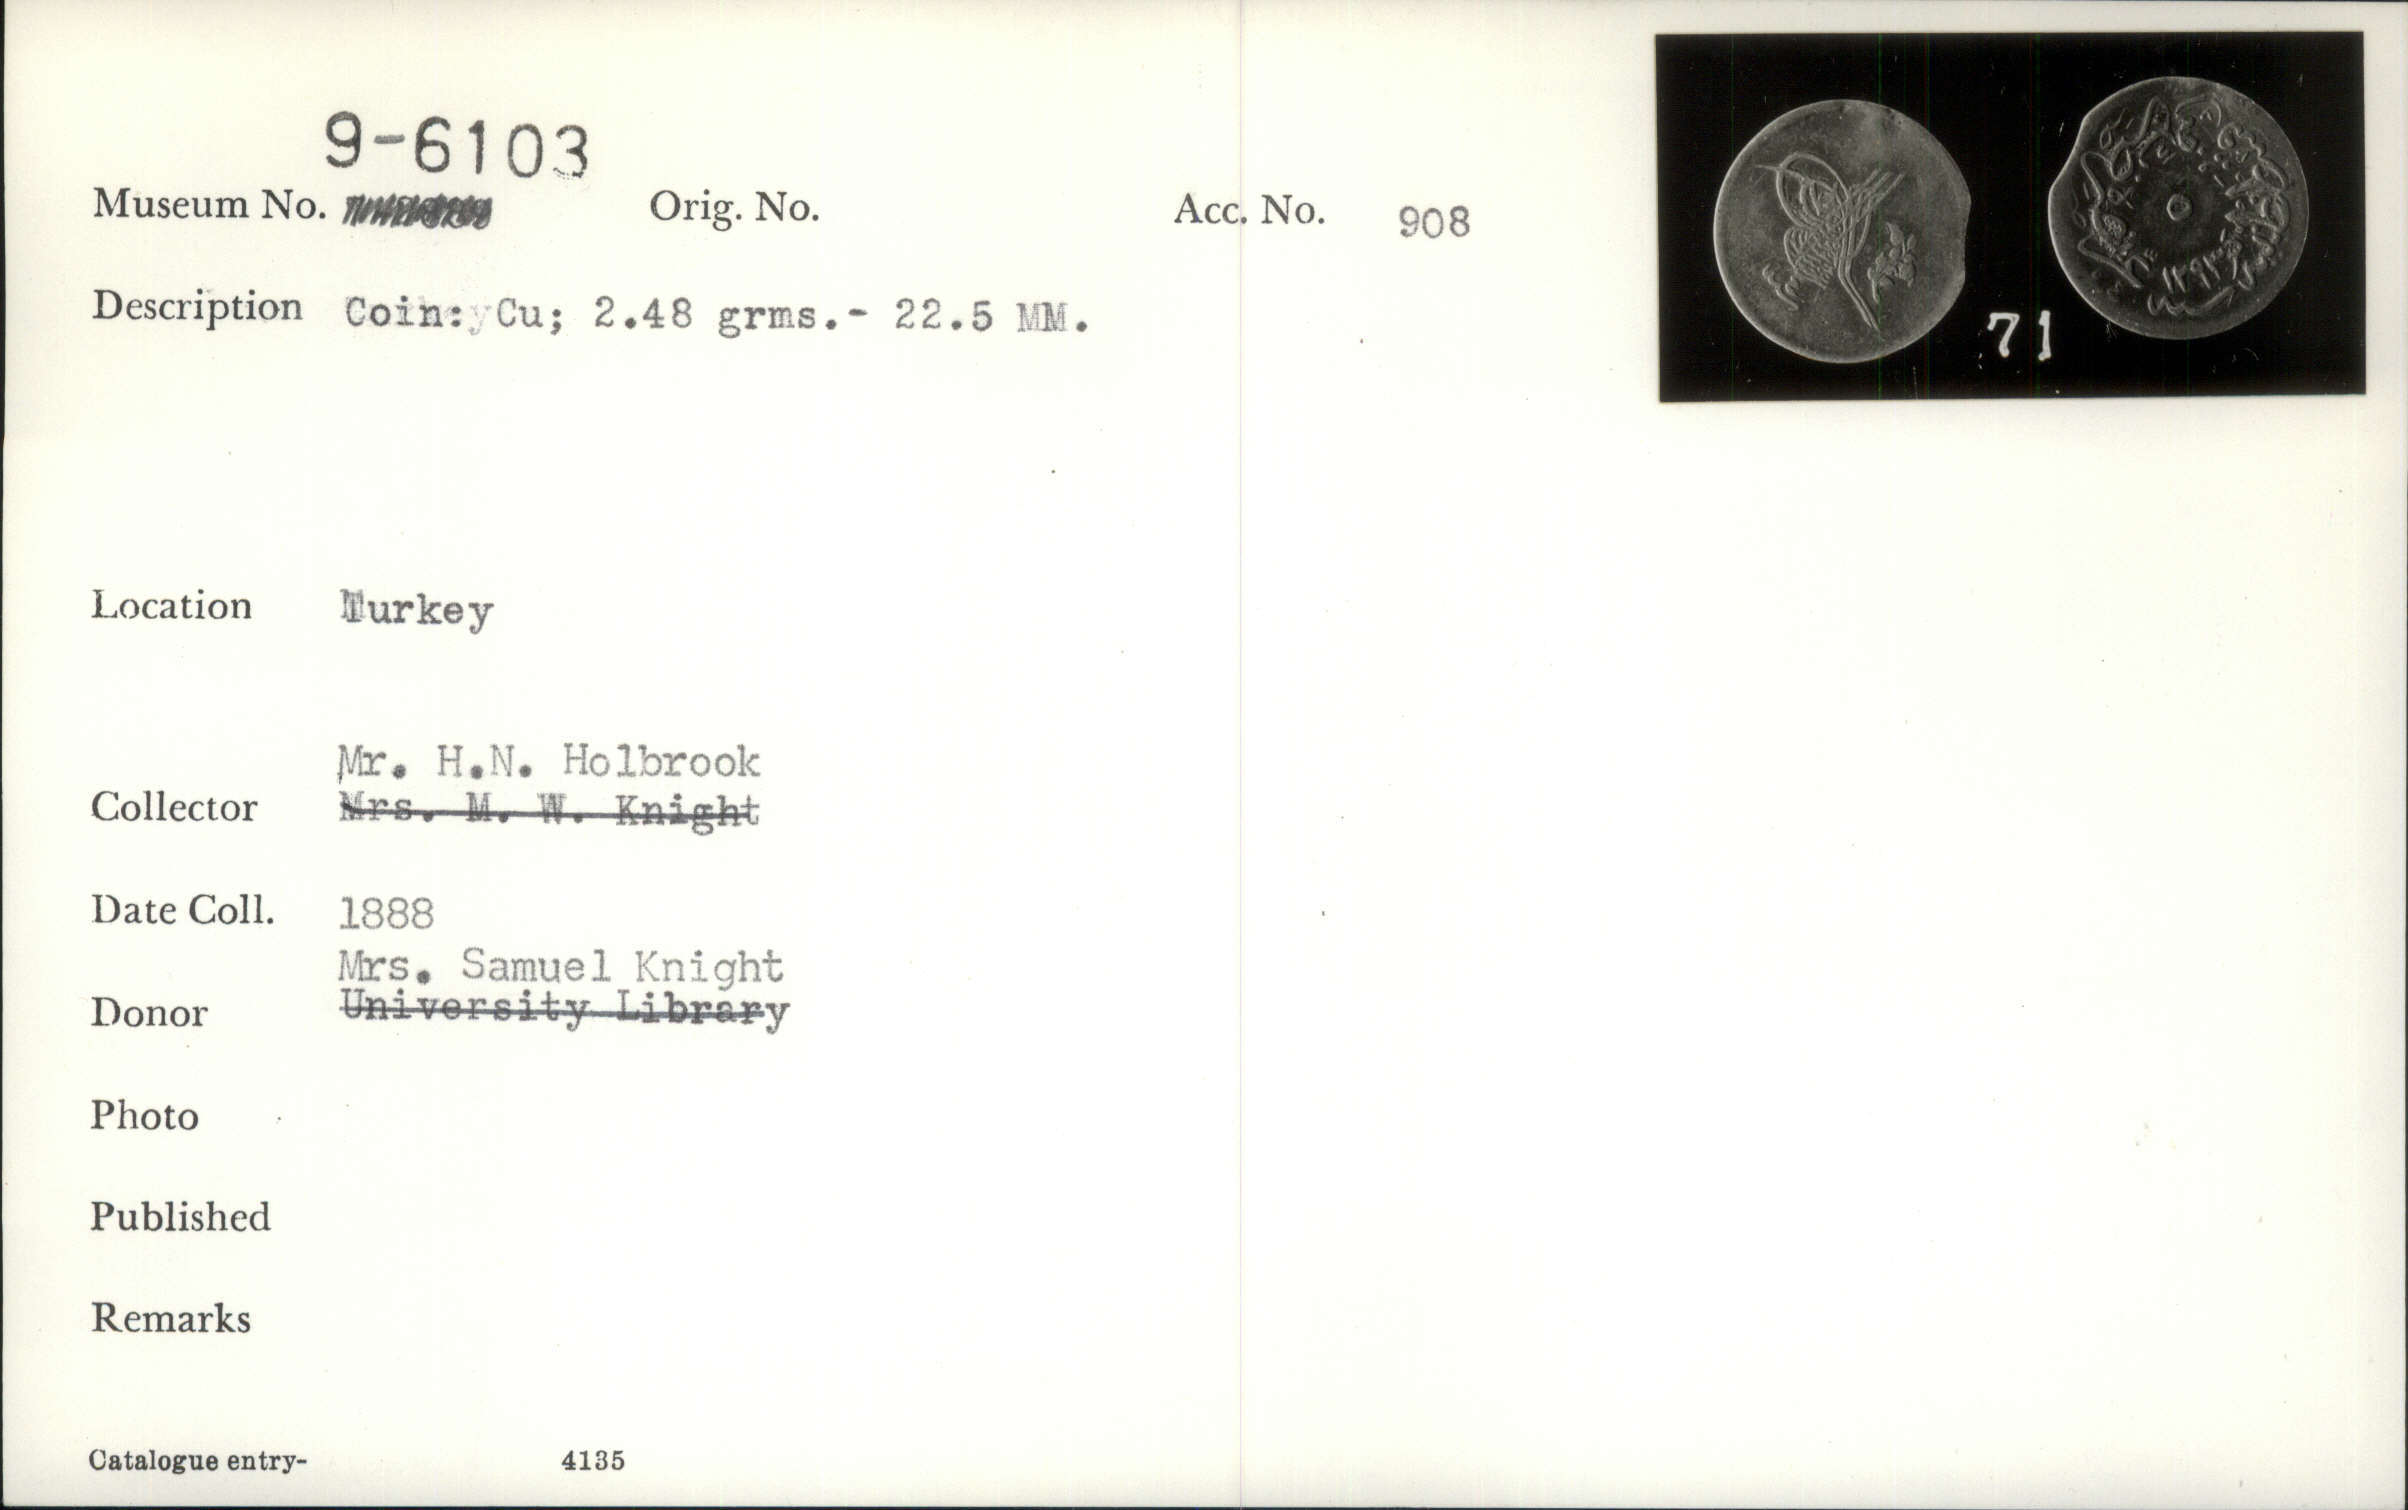 9-6103
Museum No. Orig. No. Acc. No. 908
Description Coin: Cu; 2.48 grms.- 22.5 MM.
71
١٢٩٣
Location Turkey
Mr. H.N. Holbrook
Collector Mrs. M. W. Knight
Date Coll. 1888
Mrs. Samuel Knight
Donor University Library
Photo
Published
Remarks
Catalogue entry- 4135